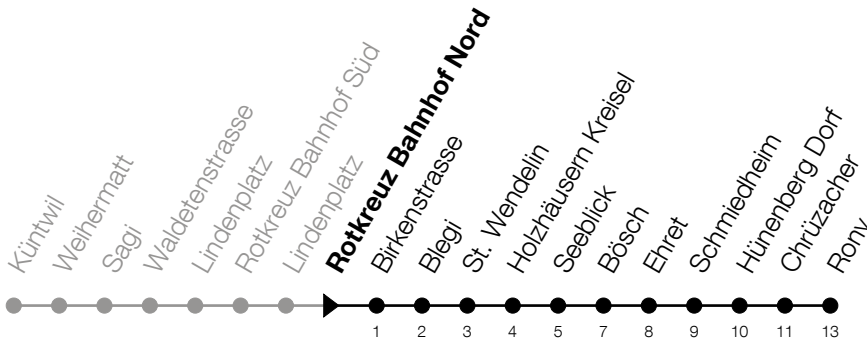 Küntwil
Weihermatt
Sagi
Waldetenstrasse
Lindenplatz
Rotkreuz Bahnhof Süd
Lindenplatz
Rotkreuz Bahnhof Nord
Birkenstrasse
Blegi
St. Wendelin
Holzhäusern Kreisel
Seeblick
Bösch
Ehret
Schmiedheim
Hünenberg Dorf
Chrüzacher
Rony
1 2 3 4 5 7 8 9 10 11 13